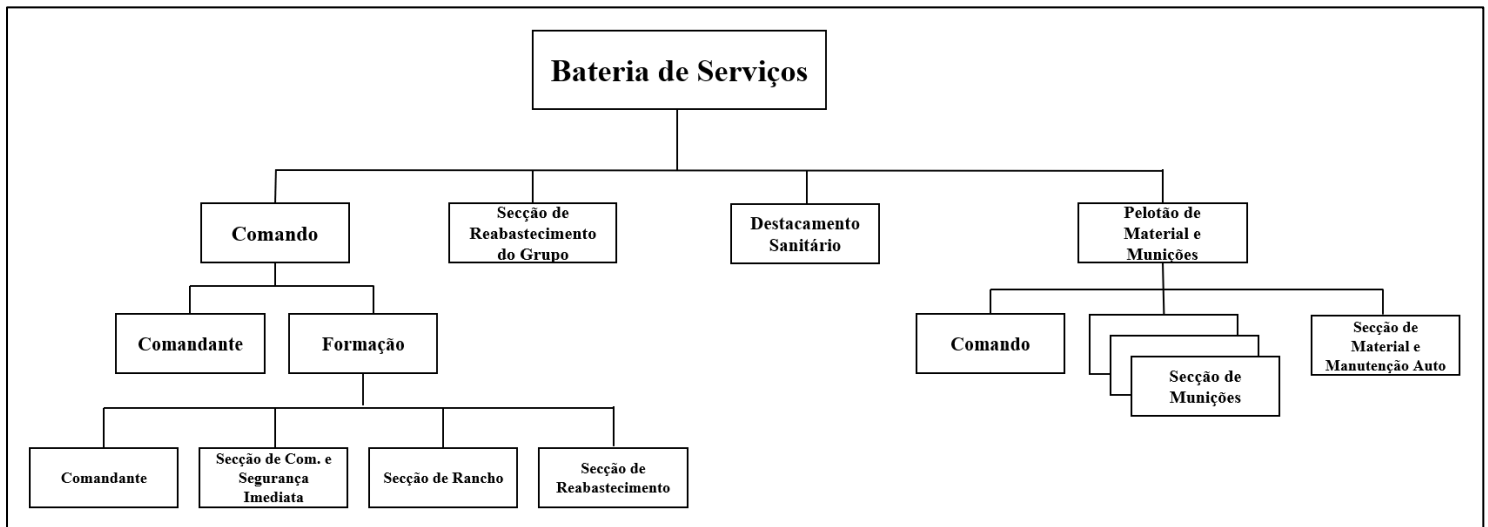 Bateria de Serviços
Comando
Secção de
Reabastecimento
do Grupo
Destacamento
Sanitário
Pelotão de
Material e
Munições
Comandante
Formação
Comando
Secção de
Munições
Secção de
Material e
Manutenção Auto
Comandante
Secção de Com. e
Segurança
Imediata
Secção de Rancho
Secção de
Reabastecimento